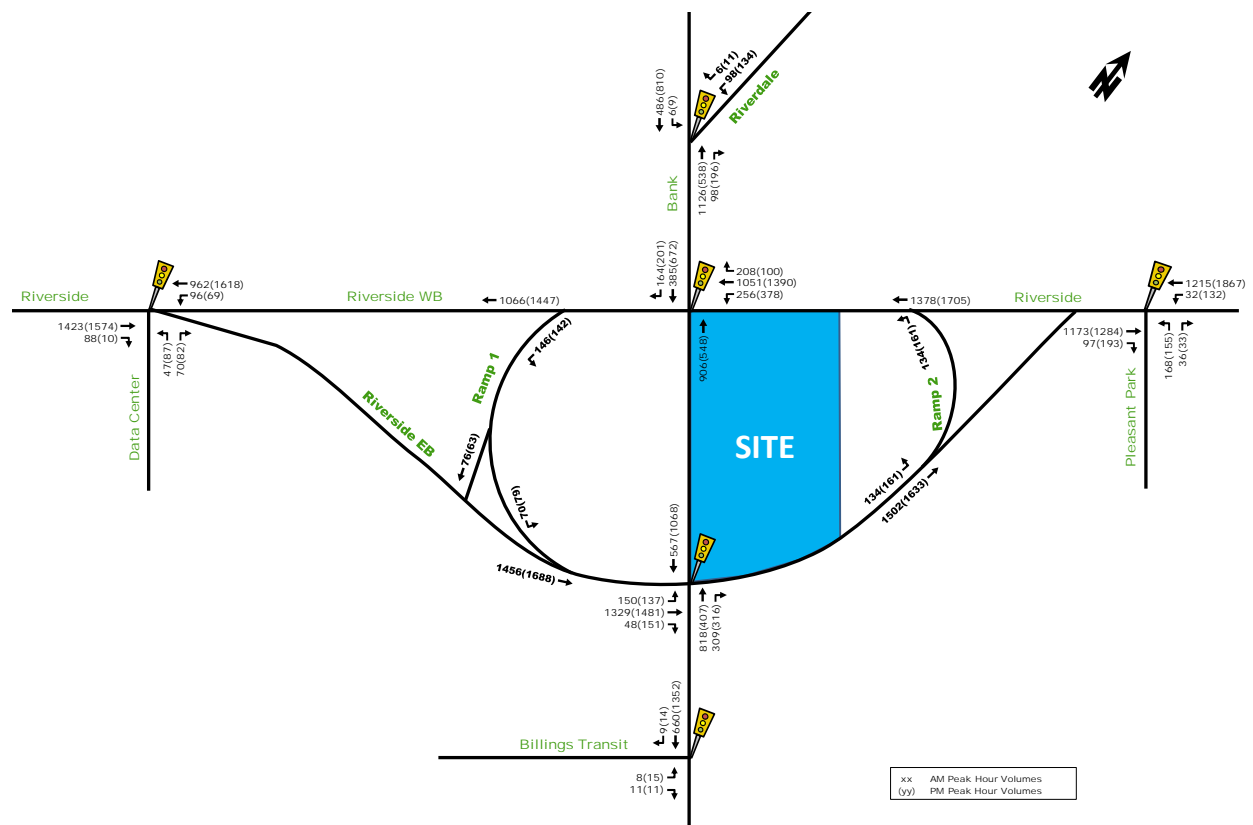 6(11)
98(134)
Riverdale
486(810)
6(9)
1126(538)
98(196)
Bank
164(201)
385(672)
208(100)
1051(1390)
256(378)
962(1618)
96(69)
Riverside
Riverside WB
1066(1447)
1378(1705)
Riverside
1215(1867)
32(132)
1423(1574)
88(10)
47(87)
70(82)
146(142)
906(548)
134(161)
1173(1284)
97(193)
168(155)
36(33)
Data Center
Ramp 1
Riverside EB
76(63)
SITE
Ramp 2
Pleasant Park
70(79)
134(161)
1502(1633)
567(1068)
1456(1688)
150(137)
1329(1481)
48(151)
818(407)
309(316)
9(14)
660(1352)
Billings Transit
8(15)
11(11)
xx AM Peak Hour Volumes
(yy) PM Peak Hour Volumes
N